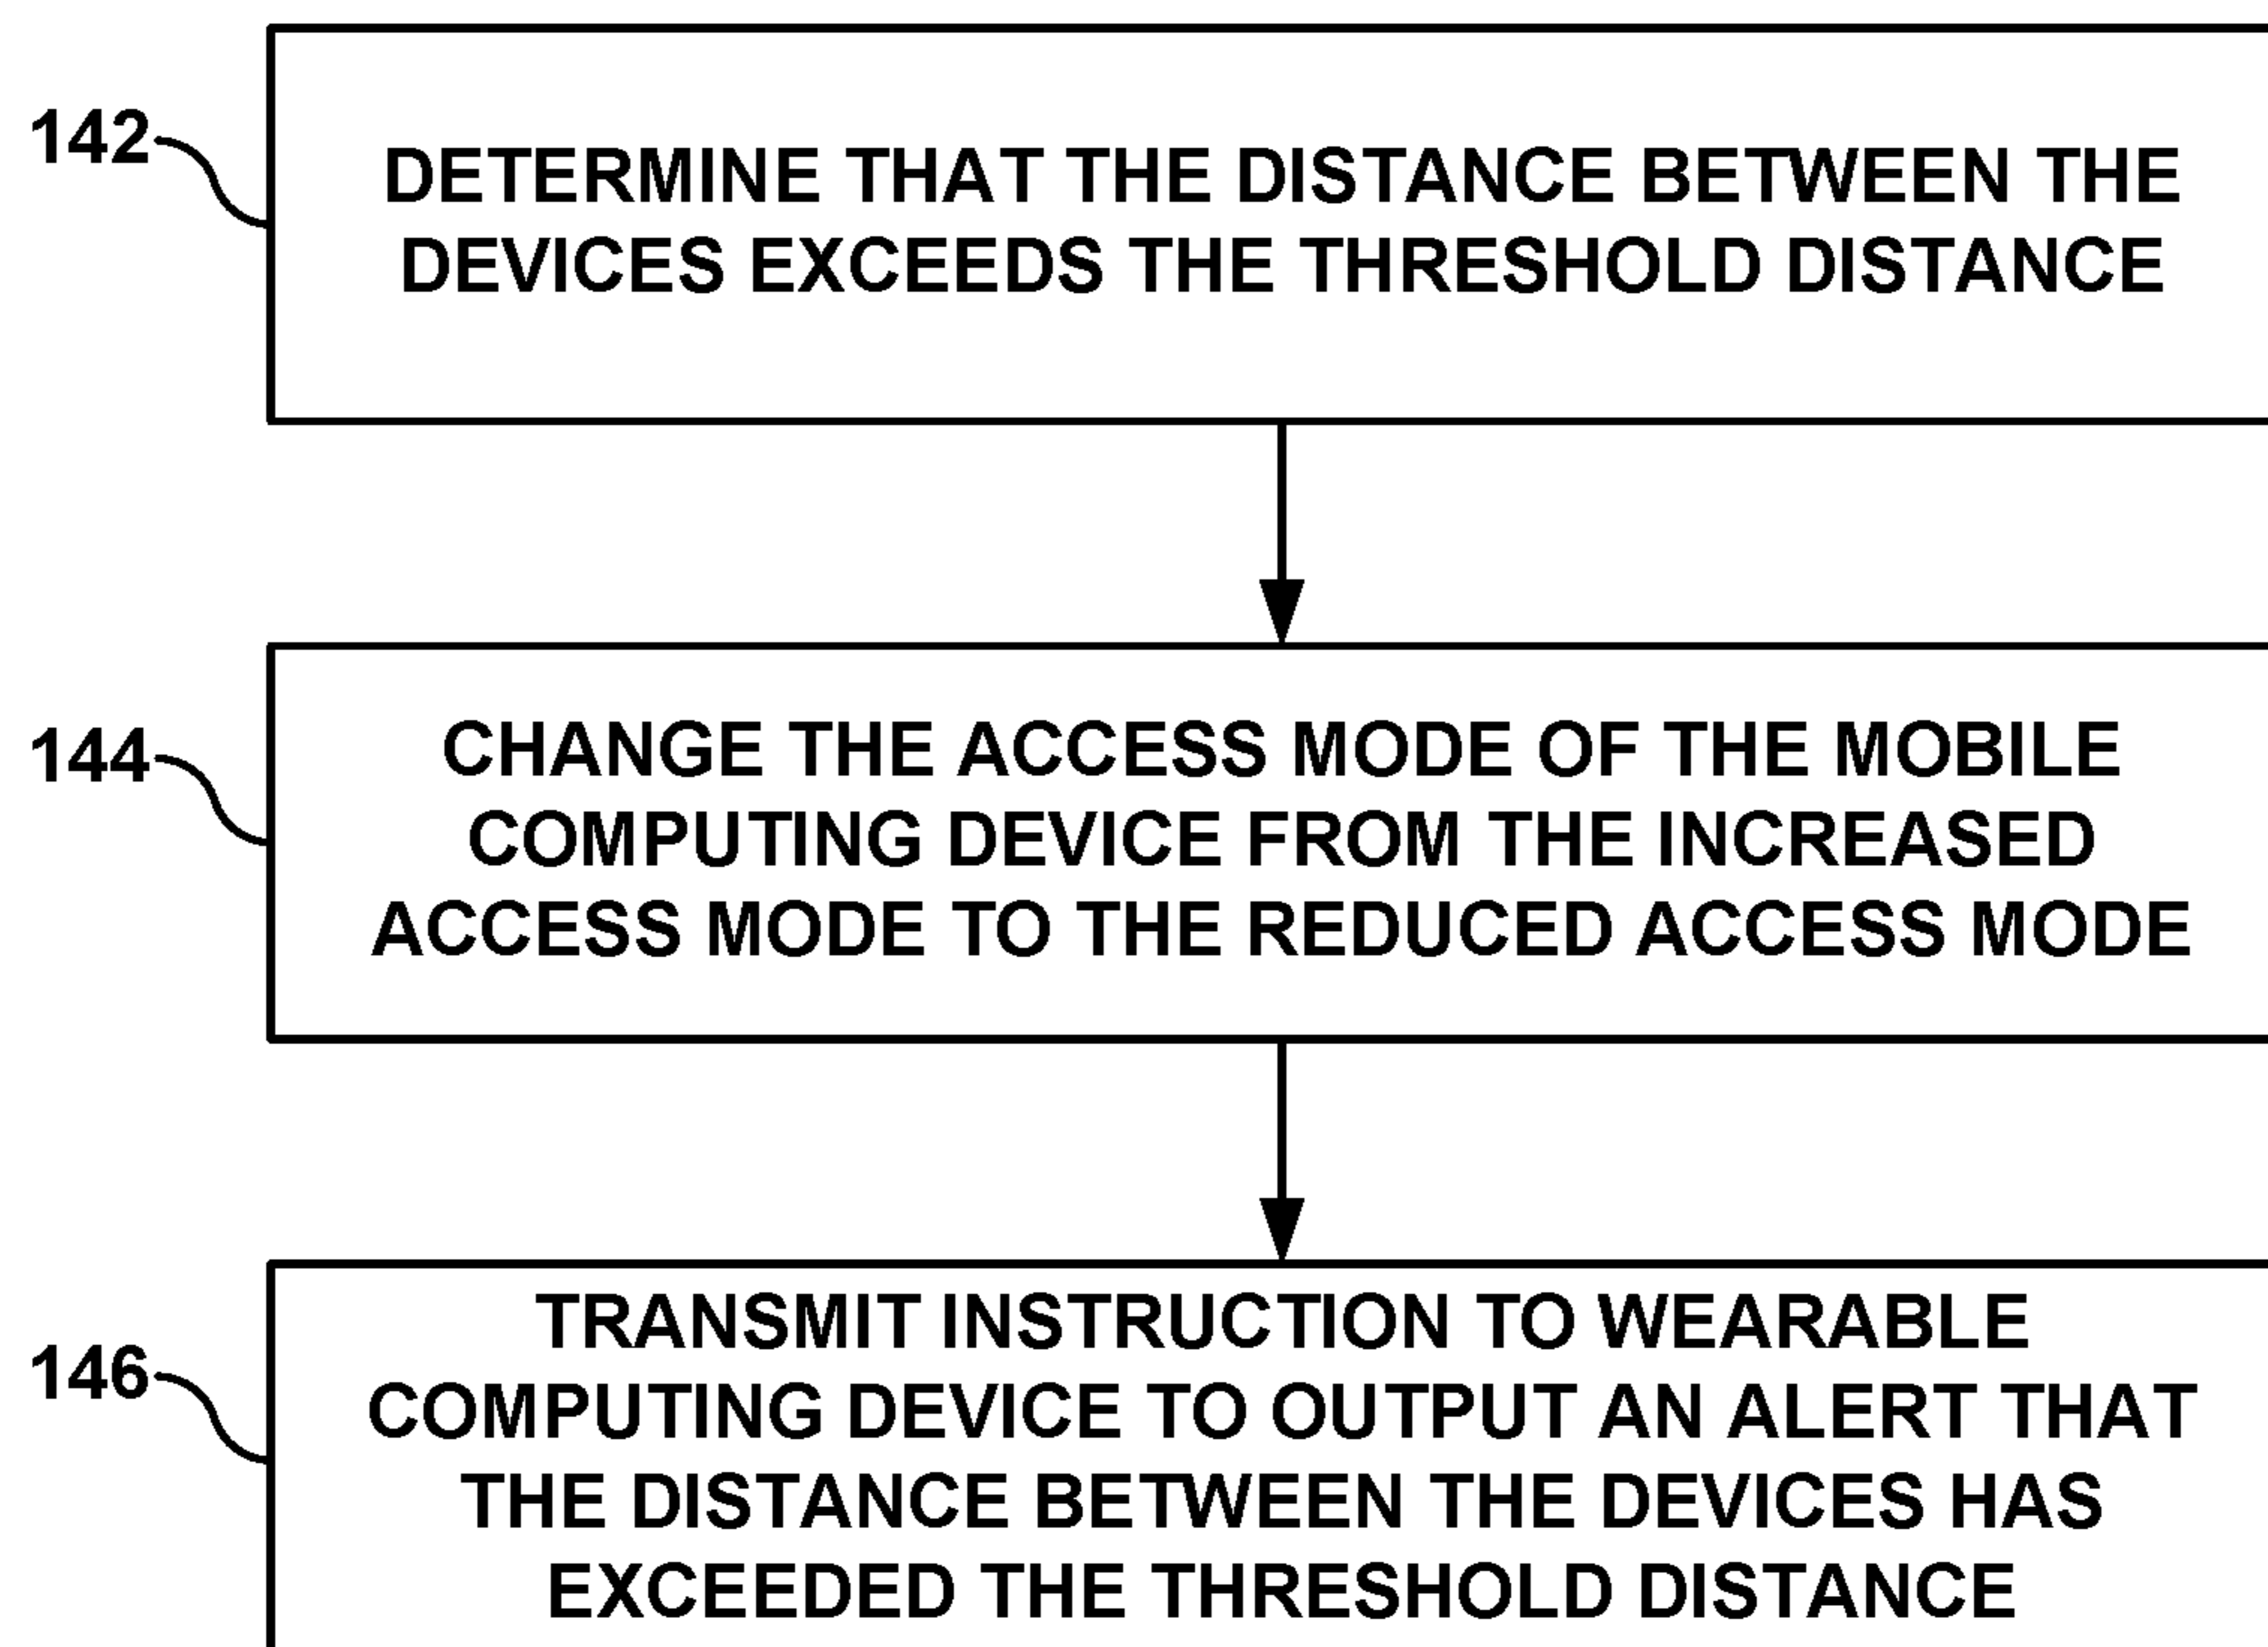 142
DETERMINE THAT THE DISTANCE BETWEEN THE
DEVICES EXCEEDS THE THRESHOLD DISTANCE
144
CHANGE THE ACCESS MODE OF THE MOBILE
COMPUTING DEVICE FROM THE INCREASED
ACCESS MODE TO THE REDUCED ACCESS MODE
146
TRANSMIT INSTRUCTION TO WEARABLE
COMPUTING DEVICE TO OUTPUT AN ALERT THAT
THE DISTANCE BETWEEN THE DEVICES HAS
EXCEEDED THE THRESHOLD DISTANCE